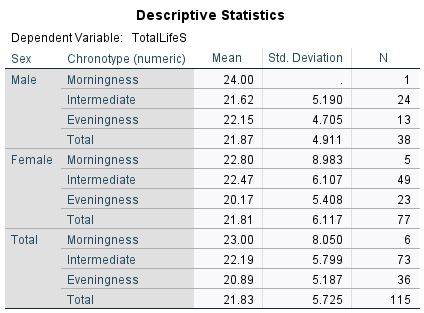 Descriptive Statistics
Dependent Variable: TotalLifeS
Sex Chronotype (numeric) Mean Std. Deviation N
Male Morningness 24.00 . 1
Intermediate 21.62 5.190 24
Eveningness 22.15 4.705 13
Total 21.87 4.911 38
Female Morningness 22.80 8.983 5
Intermediate 22.47 6.107 49
Eveningness 20.17 5.408 23
Total 21.81 6.117 77
Total Morningness 23.00 8.050 6
Intermediate 22.19 5.799 73
Eveningness 20.89 5.187 36
Total 21.83 5.725 115